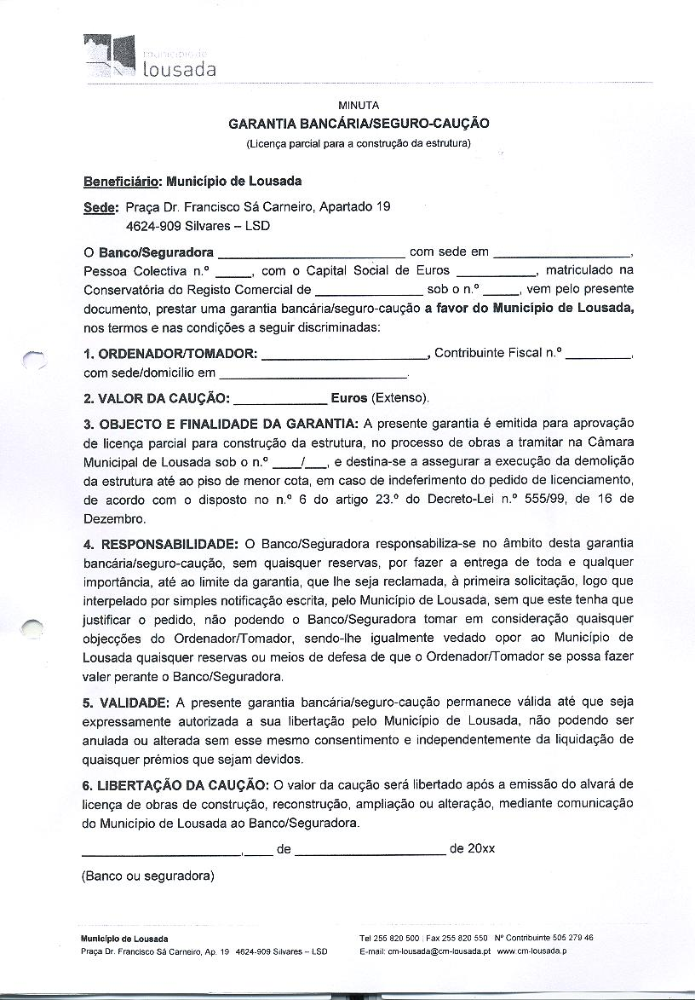 município de
lousada
MINUTA
GARANTIA BANCÁRIA/SEGURO-CAUÇÃO
(Licença parcial para a construção da estrutura)
Beneficiário: Município de Lousada
Sede: Praça Dr. Francisco Sá Carneiro, Apartado 19
4624-909 Silvares – LSD
O Banco/Seguradora ____________ com sede em ____________,
Pessoa Colectiva n.º _____, com o Capital Social de Euros ___________, matriculado na
Conservatória do Registo Comercial de _______________ sob o n.º _____, vem pelo presente
documento, prestar uma garantia bancária/seguro-caução a favor do Município de Lousada,
nos termos e nas condições a seguir discriminadas:
1. ORDENADOR/TOMADOR: _______________________, Contribuinte Fiscal n.º _________,
com sede/domicílio em __________________________.
2. VALOR DA CAUÇÃO: _____________ Euros (Extenso).
3. OBJECTO E FINALIDADE DA GARANTIA: A presente garantia é emitida para aprovação
de licença parcial para construção da estrutura, no processo de obras a tramitar na Câmara
Municipal de Lousada sob o n.º ____/___, e destina-se a assegurar a execução da demolição
da estrutura até ao piso de menor cota, em caso de indeferimento do pedido de licenciamento,
de acordo com o disposto no n.º 6 do artigo 23.º do Decreto-Lei n.º 555/99, de 16 de
Dezembro.
4. RESPONSABILIDADE: O Banco/Seguradora responsabiliza-se no âmbito desta garantia
bancária/seguro-caução, sem quaisquer reservas, por fazer a entrega de toda e qualquer
importância, até ao limite da garantia, que lhe seja reclamada, à primeira solicitação, logo que
interpelado por simples notificação escrita, pelo Município de Lousada, sem que este tenha que
justificar o pedido, não podendo o Banco/Seguradora tomar em consideração quaisquer
objecções do Ordenador/Tomador, sendo-lhe igualmente vedado opor ao Município de
Lousada quaisquer reservas ou meios de defesa de que o Ordenador/Tomador se possa fazer
valer perante o Banco/Seguradora.
5. VALIDADE: A presente garantia bancária/seguro-caução permanece válida até que seja
expressamente autorizada a sua libertação pelo Município de Lousada, não podendo ser
anulada ou alterada sem esse mesmo consentimento e independentemente da liquidação de
quaisquer prémios que sejam devidos.
6. LIBERTAÇÃO DA CAUÇÃO: O valor da caução será libertado após a emissão do alvará de
licença de obras de construção, reconstrução, ampliação ou alteração, mediante comunicação
do Município de Lousada ao Banco/Seguradora.
______________________,____ de _____________________ de 20xx
(Banco ou seguradora)
Município de Lousada
Praça Dr. Francisco Sá Carneiro, Ap. 19 4624-909 Silvares – LSD
Tel 255 820 500 | Fax 255 820 550 Nº Contribuinte 505 279 46
E-mail: cm-lousada@cm-lousada.pt www.cm-lousada.p